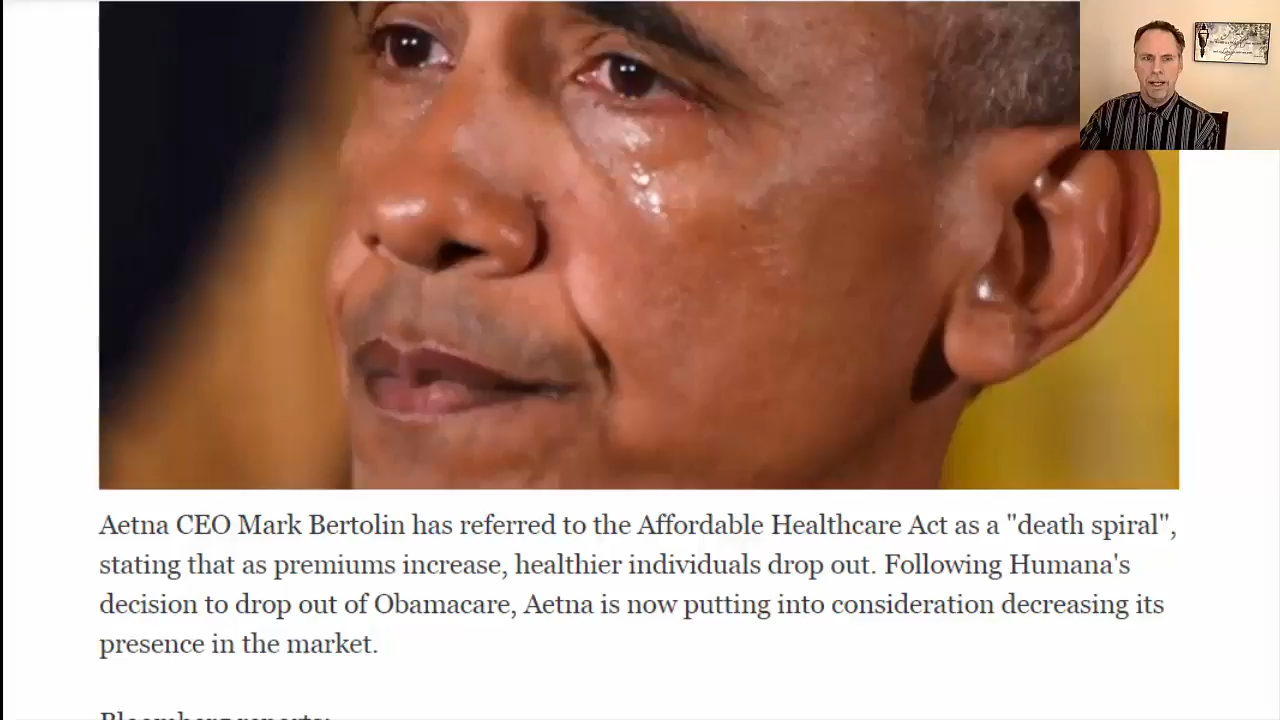 Aetna CEO Mark Bertolin has referred to the Affordable Healthcare Act as a "death spiral",
stating that as premiums increase, healthier individuals drop out. Following Humana's
decision to drop out of Obamacare, Aetna is now putting into consideration decreasing its
presence in the market.
Bloomberg reports: